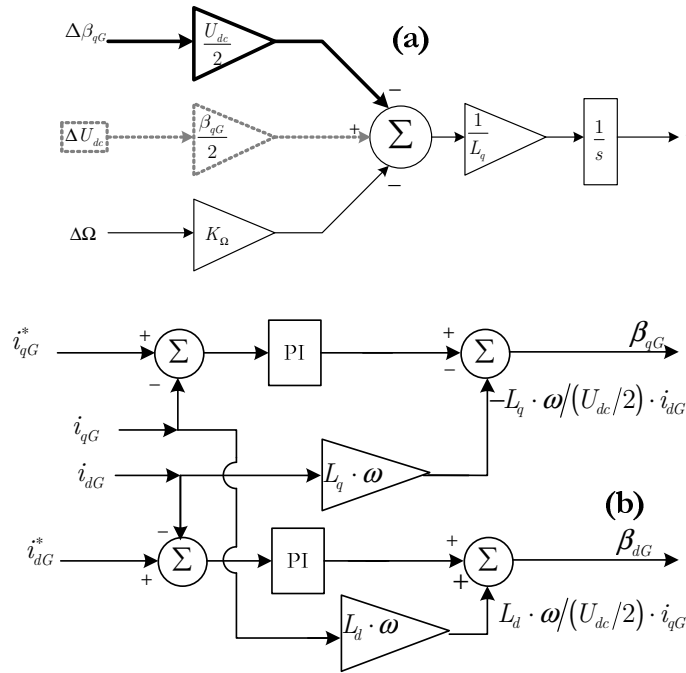 Δβ_qG U_dc/2 (a)
−
ΔU_dc β_qG/2 + Σ 1/L_q 1/s
−
ΔΩ K_Ω
i*_qG + Σ PI + Σ β_qG
− −
−L_q · ω/(U_dc/2) · i_dG
i_qG
i_dG L_q · ω
(b)
− + β_dG
i*_dG Σ PI Σ
+ +
L_d · ω L_d · ω/(U_dc/2) · i_qG